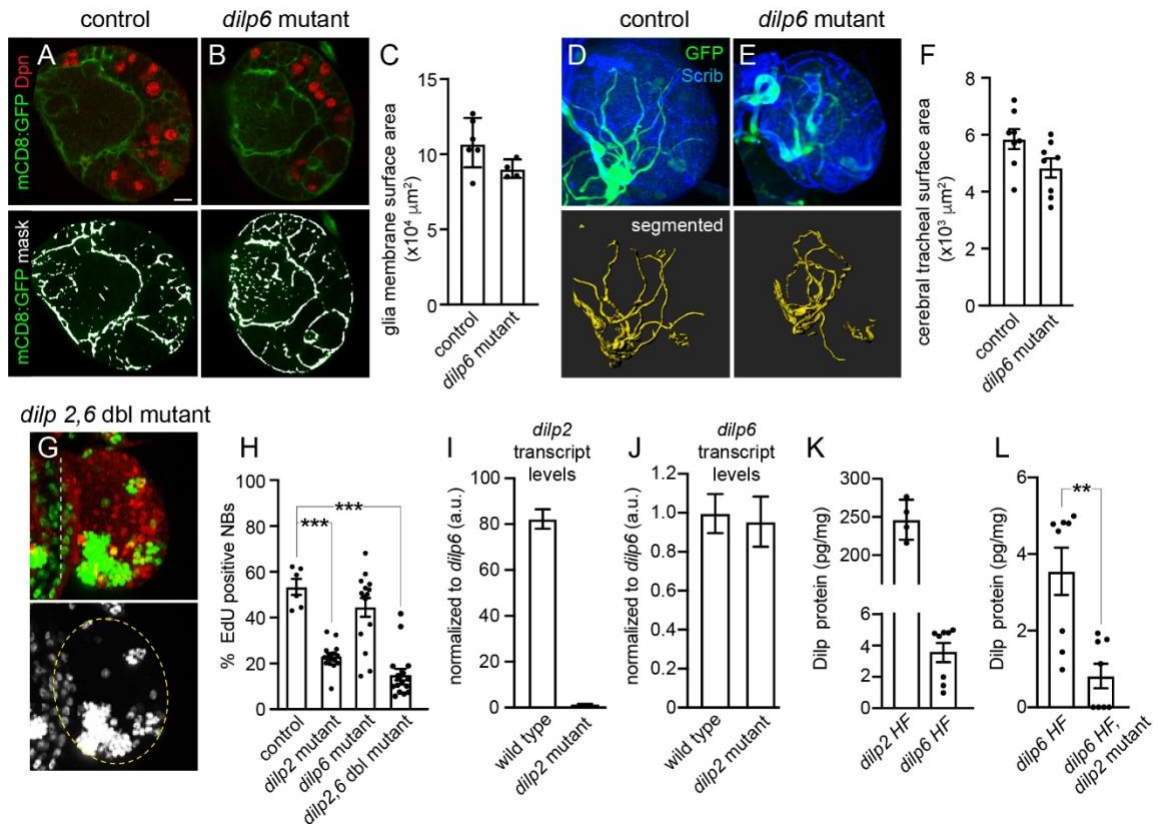 control
dilp6 mutant
control
dilp6 mutant
A
B
C
D
E
F
mCD8:GFP Dpn
mCD8:GFP mask
glia membrane surface area
(x10⁴ µm²)
15
10
5
0
control
dilp6 mutant
GFP
Scrib
segmented
cerebral tracheal surface area
(x10³ µm²)
8
6
4
2
0
control
dilp6 mutant
dilp 2,6 dbl mutant
G
H
% EdU positive NBs
100
80
60
40
20
0
***
***
control
dilp2 mutant
dilp6 mutant
dilp2,6 dbl mutant
I
dilp2
transcript
levels
normalized to dilp6 (a.u.)
100
80
60
40
20
0
wild type
dilp2 mutant
J
dilp6
transcript
levels
normalized to dilp6 (a.u.)
1.2
1.0
0.8
0.6
0.4
0.2
0.0
wild type
dilp2 mutant
K
Dilp protein (pg/mg)
300
250
200
6
4
2
0
dilp2 HF
dilp6 HF
L
Dilp protein (pg/mg)
6
4
2
0
**
dilp6 HF
dilp6 HF,
dilp2 mutant